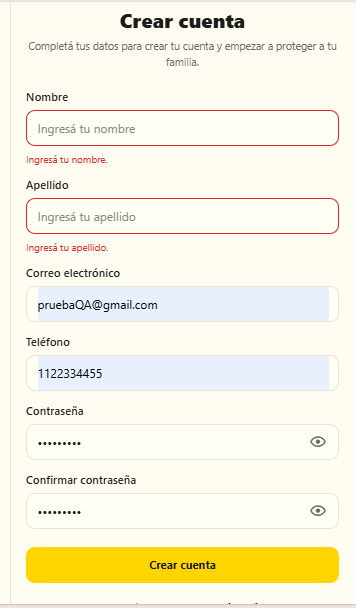 Crear cuenta
Completá tus datos para crear tu cuenta y empezar a proteger a tu
familia.
Nombre
Ingresá tu nombre
Ingresá tu nombre.
Apellido
Ingresá tu apellido
Ingresá tu apellido.
Correo electrónico
pruebaQA@gmail.com
Teléfono
1122334455
Contraseña
•••••••••
Confirmar contraseña
•••••••••
Crear cuenta